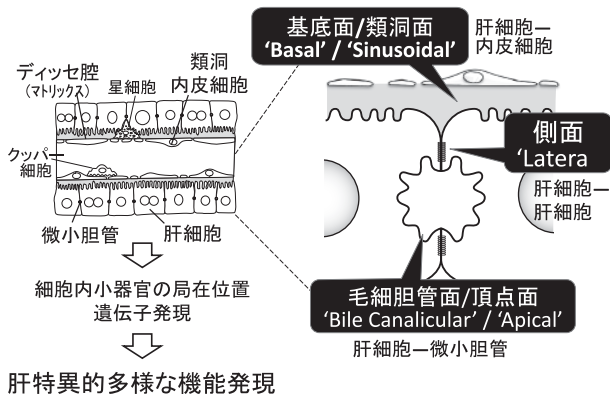 基底面/類洞面
‘Basal’ / ‘Sinusoidal’
肝細胞―
内皮細胞
ディッセ腔
(マトリックス)
星細胞
類洞
内皮細胞
クッパー
細胞
微小胆管
肝細胞
側面
‘Latera
肝細胞―
肝細胞
細胞内小器官の局在位置
遺伝子発現
毛細胆管面/頂点面
‘Bile Canalicular’ / ‘Apical’
肝細胞―微小胆管
肝特異的多様な機能発現